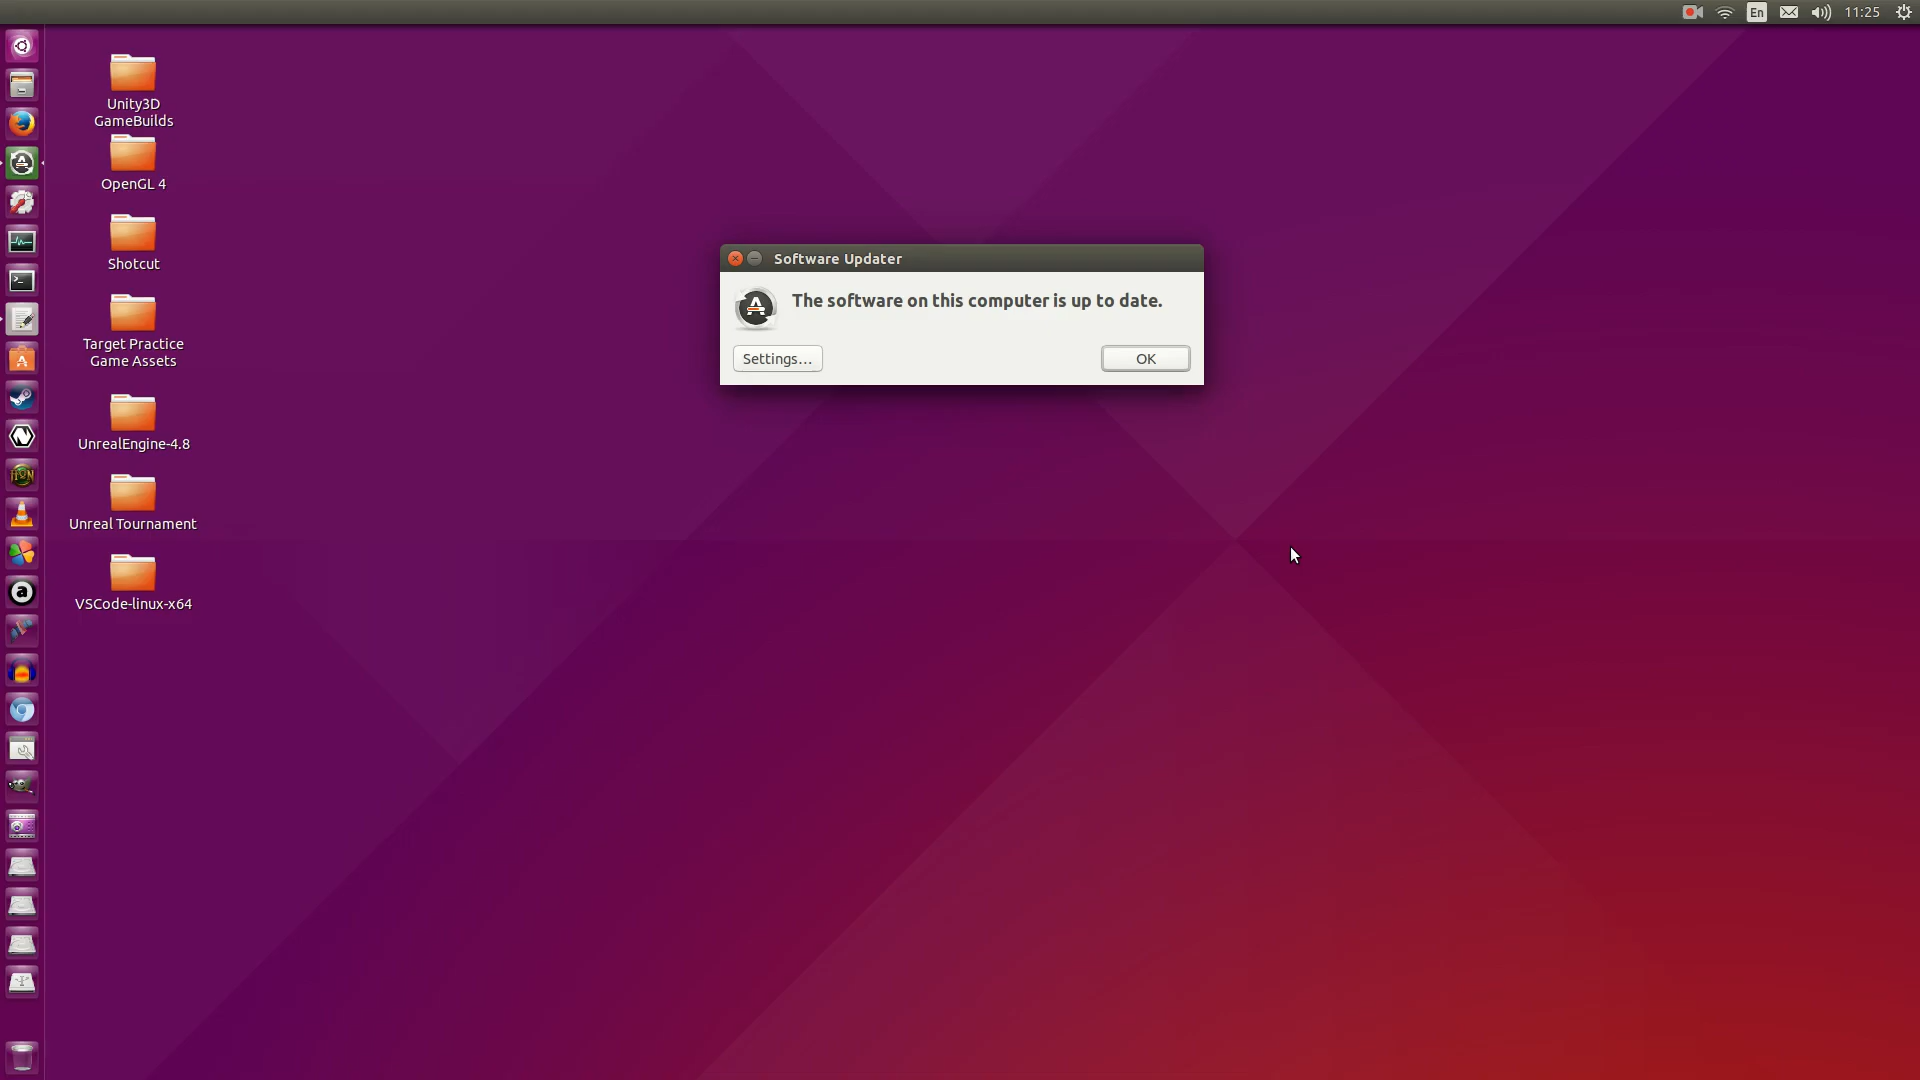 En
11:25
Unity3D
GameBuilds
OpenGL 4
Shotcut
Target Practice
Game Assets
UnrealEngine-4.8
Unreal Tournament
VSCode-linux-x64
Software Updater
The software on this computer is up to date.
Settings...
OK